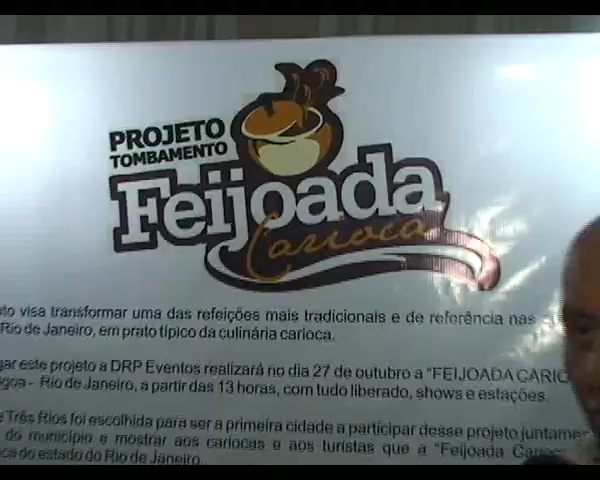 PROJETO
TOMBAMENTO
Feijoada
Carioca
visa transformar uma das refeições mais tradicionais e de referência nas
Rio de Janeiro, em prato típico da culinária carioca.
este projeto a DRP Eventos realizará no dia 27 de outubro a "FEIJOADA CARIO
- Rio de Janeiro, a partir das 13 horas, com tudo liberado, shows e estações.
Três Rios foi escolhida para ser a primeira cidade a participar desse projeto juntame
do município e mostrar aos cariocas e aos turistas que a "Feijoada
do estado do Rio de Janeiro.